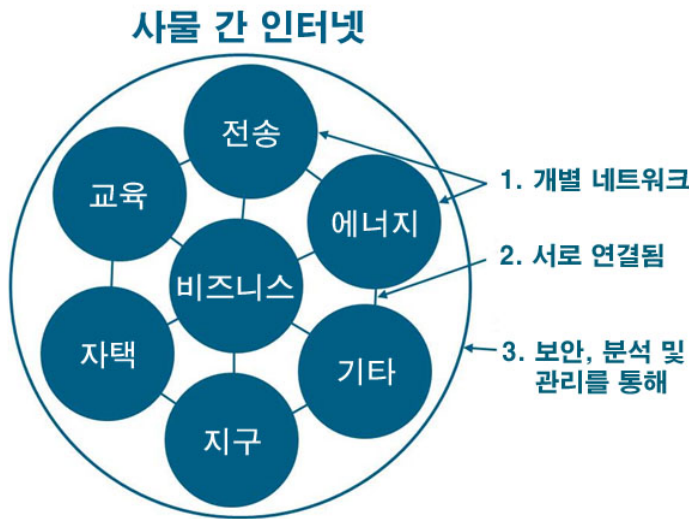 사물 간 인터넷
전송
교육
에너지
비즈니스
자택
기타
지구
1. 개별 네트워크
2. 서로 연결됨
3. 보안, 분석 및
관리를 통해